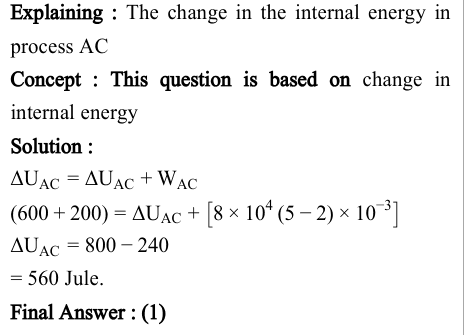 Explaining : The change in the internal energy in
process AC
Concept : This question is based on change in
internal energy
Solution :
ΔU_AC = ΔU_AC + W_AC
(600 + 200) = ΔU_AC + [8 × 10⁴ (5 − 2) × 10⁻³]
ΔU_AC = 800 − 240
= 560 Jule.
Final Answer : (1)